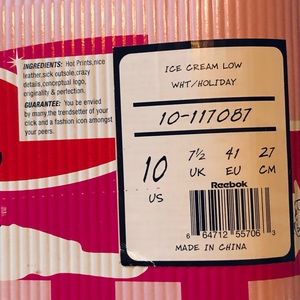 INGREDIENTS: Hot Prints,nice
leather,sick outsole,crazy
details,conceptual logo,
originality & perfection.
GUARANTEE: You be envied
by many,the trendsetter of your
click and a fashion icon amongst
your peers.
ICE CREAM LOW
WHT/HOLIDAY
10-117087
10 7½ 41 27
US UK EU CM
Reebok
6 64712 55706 3
MADE IN CHINA